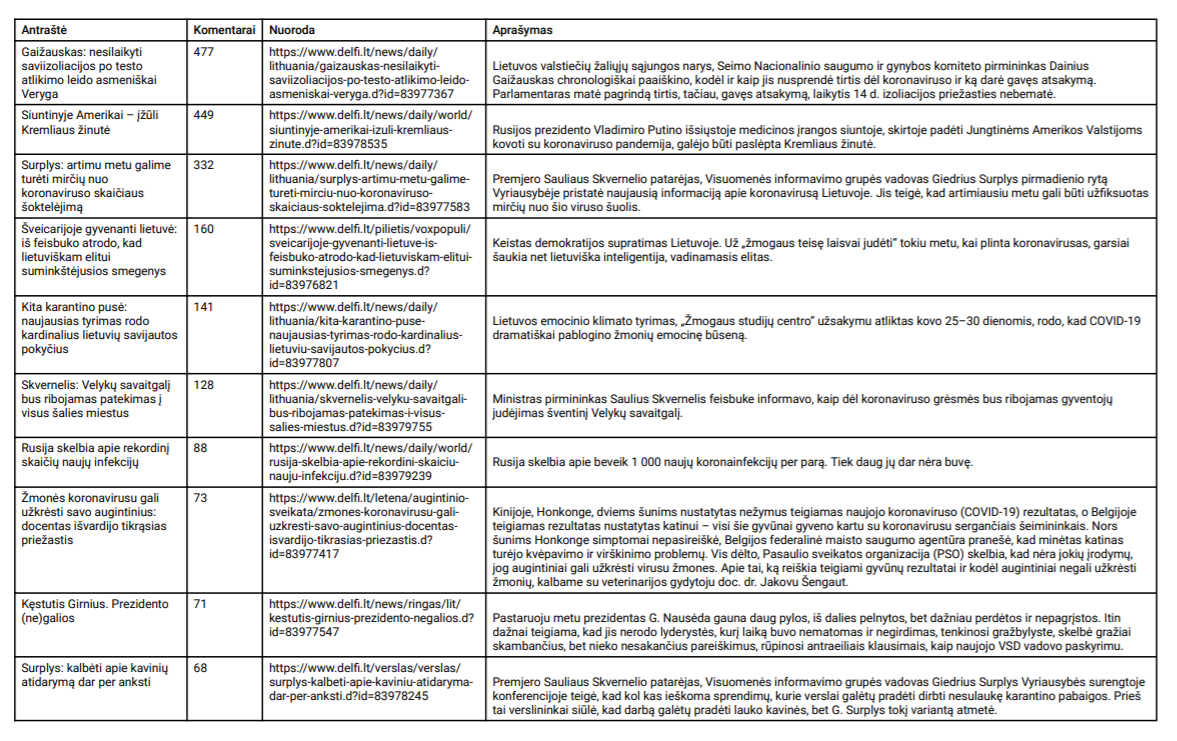 Antraštė Komentarai Nuoroda Aprašymas
Gaižauskas: nesilaikyti
saviizoliacijos po testo
atlikimo leido asmeniškai
Veryga
477
https://www.delfi.lt/news/daily/
lithuania/gaizauskas-nesilaikyti-
saviizoliacijos-po-testo-atlikimo-leido-
asmeniskai-veryga.d?id=83977367
Lietuvos valstiečių žaliųjų sąjungos narys, Seimo Nacionalinio saugumo ir gynybos komiteto pirmininkas Dainius
Gaižauskas chronologiškai paaiškino, kodėl ir kaip jis nusprendė tirtis dėl koronaviruso ir ką darė gavęs atsakymą.
Parlamentaras matė pagrindą tirtis, tačiau, gavęs atsakymą, laikytis 14 d. izoliacijos priežasties nebematė.
Siuntinyje Amerikai – įžūli
Kremliaus žinutė
449
https://www.delfi.lt/news/daily/world/
siuntinyje-amerikai-izuli-kremliaus-
zinute.d?id=83978535
Rusijos prezidento Vladimiro Putino išsiųstoje medicinos įrangos siuntoje, skirtoje padėti Jungtinėms Amerikos Valstijoms
kovoti su koronaviruso pandemija, galėjo būti paslėpta Kremliaus žinutė.
Surplys: artimu metu galime
turėti mirčių nuo
koronaviruso skaičiaus
šoktelėjimą
332
https://www.delfi.lt/news/daily/
lithuania/surplys-artimu-metu-galime-
tureti-mirciu-nuo-koronaviruso-
skaiciaus-soktelejima.d?id=83977583
Premjero Sauliaus Skvernelio patarėjas, Visuomenės informavimo grupės vadovas Giedrius Surplys pirmadienio rytą
Vyriausybėje pristatė naujausią informaciją apie koronavirusą Lietuvoje. Jis teigė, kad artimiausiu metu gali būti užfiksuotas
mirčių nuo šio viruso šuolis.
Šveicarijoje gyvenanti lietuvė:
iš feisbuko atrodo, kad
lietuviškam elitui
suminkštėjusios smegenys
160
https://www.delfi.lt/pilietis/voxpopuli/
sveicarijoje-gyvenanti-lietuve-is-
feisbuko-atrodo-kad-lietuviskam-elitui-
suminkstejusios-smegenys.d?
id=83976821
Keistas demokratijos supratimas Lietuvoje. Už „žmogaus teisę laisvai judėti“ tokiu metu, kai plinta koronavirusas, garsiai
šaukia net lietuviška inteligentija, vadinamasis elitas.
Kita karantino pusė:
naujausias tyrimas rodo
kardinalius lietuvių savijautos
pokyčius
141
https://www.delfi.lt/news/daily/
lithuania/kita-karantino-puse-
naujausias-tyrimas-rodo-kardinalius-
lietuviu-savijautos-pokycius.d?
id=83977807
Lietuvos emocinio klimato tyrimas, „Žmogaus studijų centro“ užsakymu atliktas kovo 25–30 dienomis, rodo, kad COVID-19
dramatiškai pablogino žmonių emocinę būseną.
Skvernelis: Velykų savaitgalį
bus ribojamas patekimas į
visus šalies miestus
128
https://www.delfi.lt/news/daily/
lithuania/skvernelis-velyku-savaitgali-
bus-ribojamas-patekimas-i-visus-
salies-miestus.d?id=83979755
Ministras pirmininkas Saulius Skvernelis feisbuke informavo, kaip dėl koronaviruso grėsmės bus ribojamas gyventojų
judėjimas šventinį Velykų savaitgalį.
Rusija skelbia apie rekordinį
skaičių naujų infekcijų
88
https://www.delfi.lt/news/daily/world/
rusija-skelbia-apie-rekordini-skaiciu-
nauju-infekciju.d?id=83979239
Rusija skelbia apie beveik 1 000 naujų koronainfekcijų per parą. Tiek daug jų dar nėra buvę.
Žmonės koronavirusu gali
užkrėsti savo augintinius:
docentas išvardijo tikrąsias
priežastis
73
https://www.delfi.lt/letena/augintinio-
sveikata/zmones-koronavirusu-gali-
uzkresti-savo-augintinius-docentas-
isvardijo-tikrasias-priezastis.d?
id=83977417
Kinijoje, Honkonge, dviems šunims nustatytas nežymus teigiamas naujojo koronaviruso (COVID-19) rezultatas, o Belgijoje
teigiamas rezultatas nustatytas katinui – visi šie gyvūnai gyveno kartu su koronavirusu sergančiais šeimininkais. Nors
šunims Honkonge simptomai nepasireiškė, Belgijos federalinė maisto saugumo agentūra pranešė, kad minėtas katinas
turėjo kvėpavimo ir virškinimo problemų. Vis dėlto, Pasaulio sveikatos organizacija (PSO) skelbia, kad nėra jokių įrodymų,
jog augintiniai gali užkrėsti virusu žmones. Apie tai, ką reiškia teigiami gyvūnų rezultatai ir kodėl augintiniai negali užkrėsti
žmonių, kalbame su veterinarijos gydytoju doc. dr. Jakovu Šengaut.
Kęstutis Girnius. Prezidento
(ne)galios
71
https://www.delfi.lt/news/ringas/lit/
kestutis-girnius-prezidento-negalios.d?
id=83977547
Pastaruoju metu prezidentas G. Nausėda gauna daug pylos, iš dalies pelnytos, bet dažniau perdėtos ir nepagrįstos. Itin
dažnai teigiama, kad jis nerodo lyderystės, kurį laiką buvo nematomas ir negirdimas, tenkinosi gražbylyste, skelbė gražiai
skambančius, bet nieko nesakančius pareiškimus, rūpinosi antraeiliais klausimais, kaip naujojo VSD vadovo paskyrimu.
Surplys: kalbėti apie kavinių
atidarymą dar per anksti
68
https://www.delfi.lt/verslas/verslas/
surplys-kalbeti-apie-kaviniu-atidaryma-
dar-per-anksti.d?id=83978245
Premjero Sauliaus Skvernelio patarėjas, Visuomenės informavimo grupės vadovas Giedrius Surplys Vyriausybės surengtoje
konferencijoje teigė, kad kol kas ieškoma sprendimų, kurie verslai galėtų pradėti dirbti nesulaukę karantino pabaigos. Prieš
tai verslininkai siūlė, kad darbą galėtų pradėti lauko kavinės, bet G. Surplys tokį variantą atmetė.